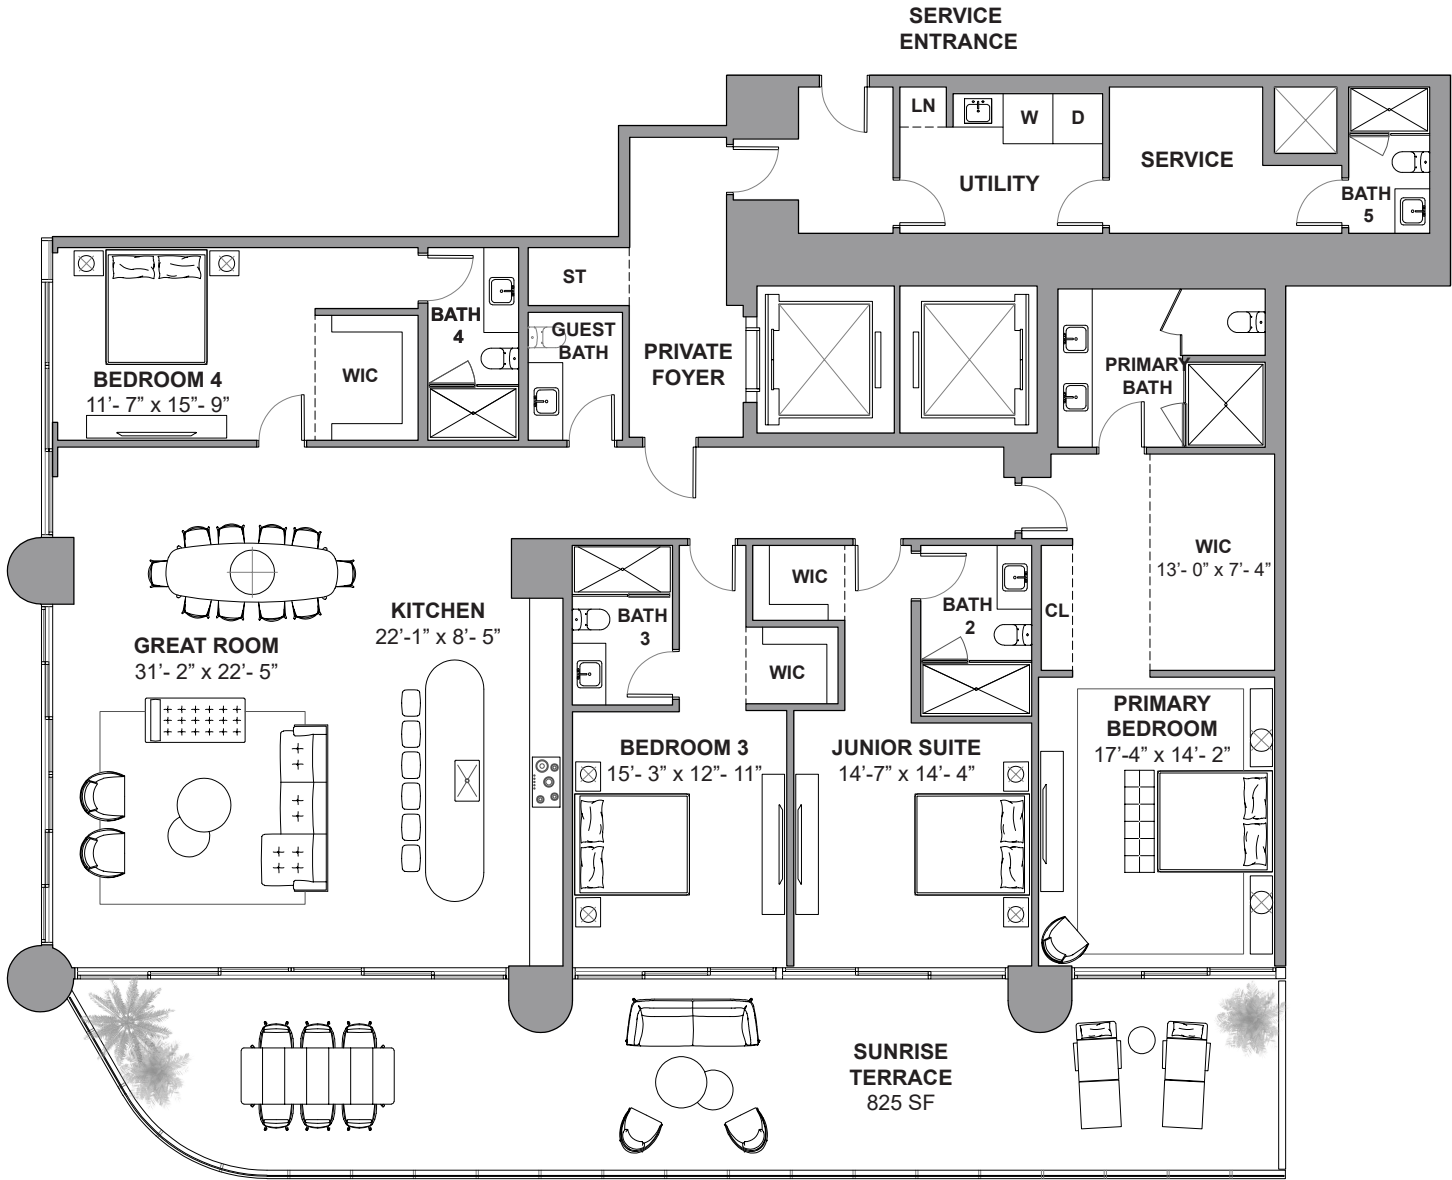 SERVICE
ENTRANCE
LN
W
D
UTILITY
SERVICE
BATH
5
ST
BATH
4
GUEST
BATH
WIC
BEDROOM 4
11’- 7” x 15”- 9”
PRIVATE
FOYER
PRIMARY
BATH
WIC
13’- 0” x 7’- 4”
WIC
BATH
3
BATH
2
CL
WIC
KITCHEN
22’-1” x 8’- 5”
GREAT ROOM
31’- 2” x 22’- 5”
BEDROOM 3
15’- 3” x 12”- 11”
JUNIOR SUITE
14’-7” x 14’- 4”
PRIMARY
BEDROOM
17’-4” x 14’- 2”
SUNRISE
TERRACE
825 SF